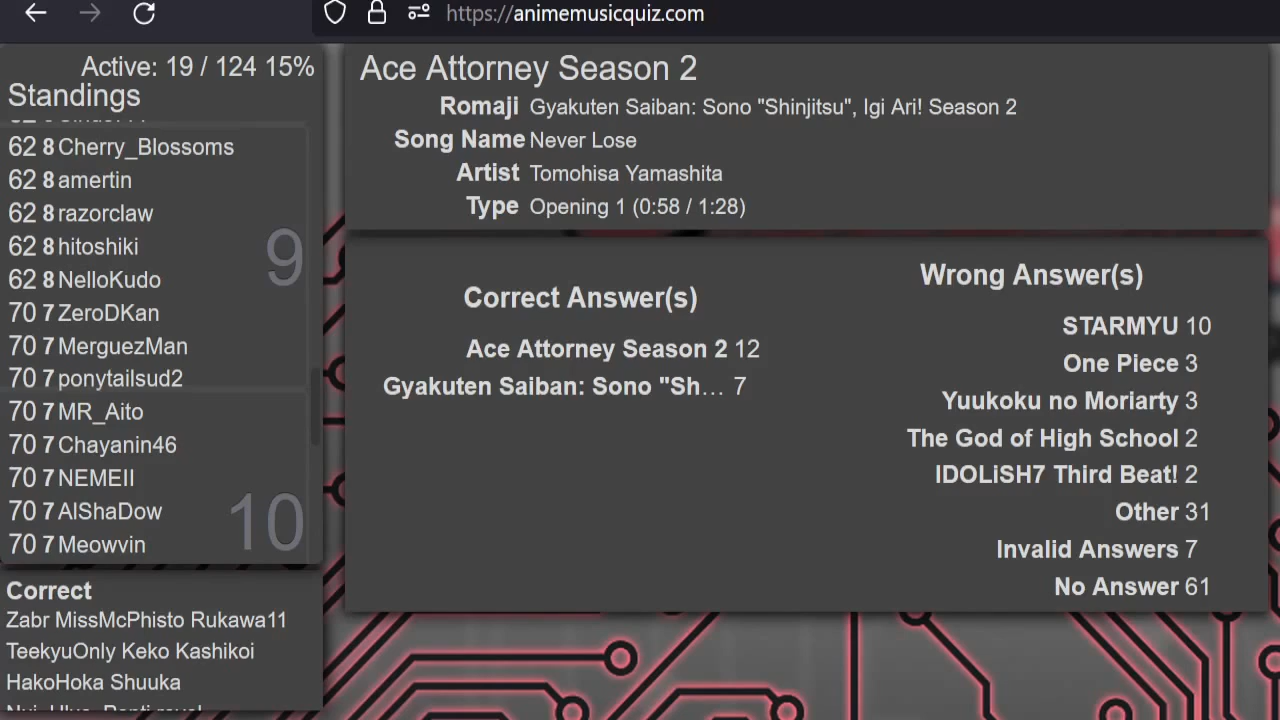 https://animemusicquiz.com
Active: 19 / 124 15%
Standings
62 8 Cherry_Blossoms
62 8 amertin
62 8 razorclaw
62 8 hitoshiki
9
62 8 NelloKudo
70 7 ZeroDKan
70 7 MerguezMan
70 7 ponytailsud2
70 7 MR_Aito
70 7 Chayanin46
70 7 NEMEII
70 7 AlShaDow
10
70 7 Meowvin
Correct
Zabr MissMcPhisto Rukawa11
TeekyuOnly Keko Kashikoi
HakoHoka Shuuka
Ace Attorney Season 2
Romaji Gyakuten Saiban: Sono "Shinjitsu", Igi Ari! Season 2
Song Name Never Lose
Artist Tomohisa Yamashita
Type Opening 1 (0:58 / 1:28)
Correct Answer(s)
Ace Attorney Season 2 12
Gyakuten Saiban: Sono "Sh... 7
Wrong Answer(s)
STARMYU 10
One Piece 3
Yuukoku no Moriarty 3
The God of High School 2
IDOLiSH7 Third Beat! 2
Other 31
Invalid Answers 7
No Answer 61